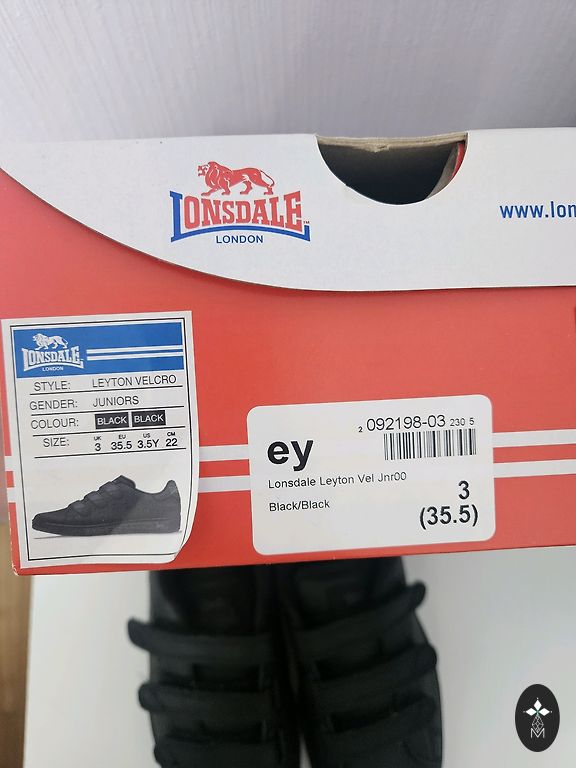 LONSDALE™
LONDON
www.lon
LONSDALE
LONDON
STYLE: LEYTON VELCRO
GENDER: JUNIORS
COLOUR: BLACK BLACK
SIZE: UK 3 EU 35.5 US 3.5Y CM 22
ey
2 092198-03 230 5
Lonsdale Leyton Vel Jnr00
Black/Black
3
(35.5)
M